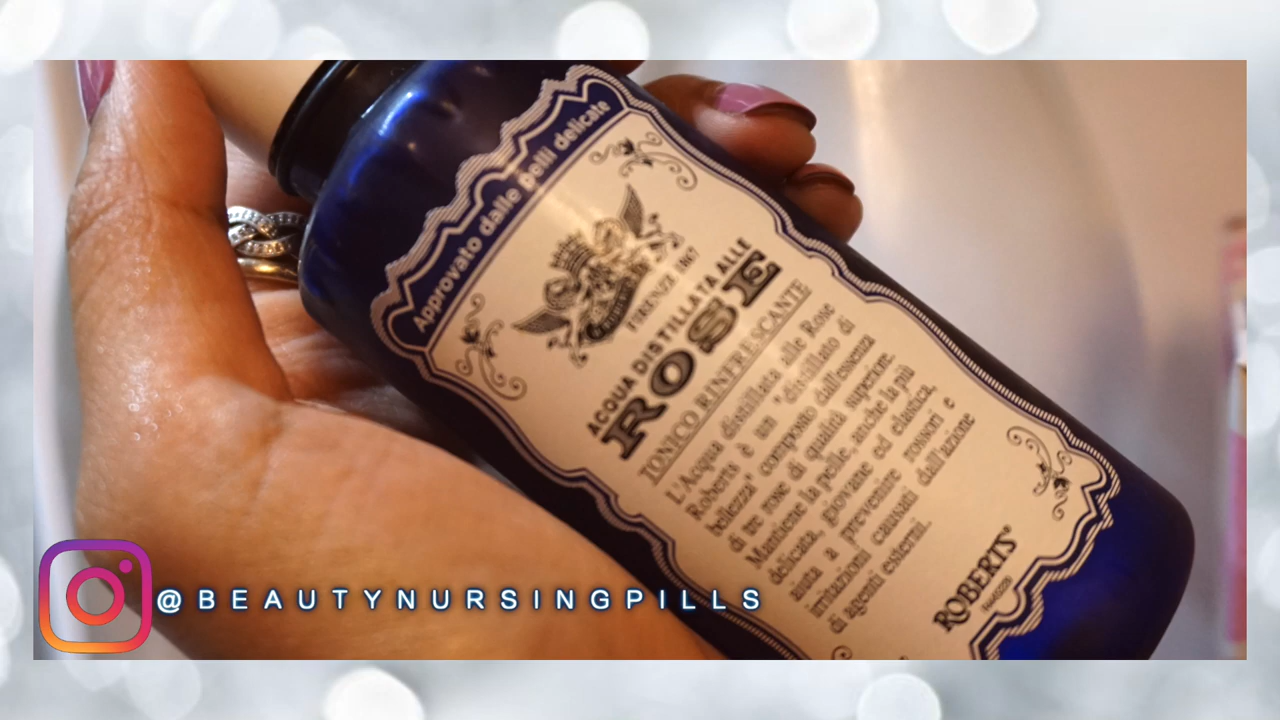 Approvato dalle pelli delicate
FIRENZE 1867
ACQUA DISTILLATA ALLE
ROSE
TONICO RINFRESCANTE
L'Acqua distillata alle Rose
Roberts è un "distillato di
bellezza" composto dall'essenza
di tre rose di qualità superiore.
Mantiene la pelle, anche la più
delicata, giovane ed elastica,
aiuta a prevenire rossori e
irritazioni causati dall'azione
di agenti esterni.
ROBERTS®
@BEAUTYNURSINGPILLS